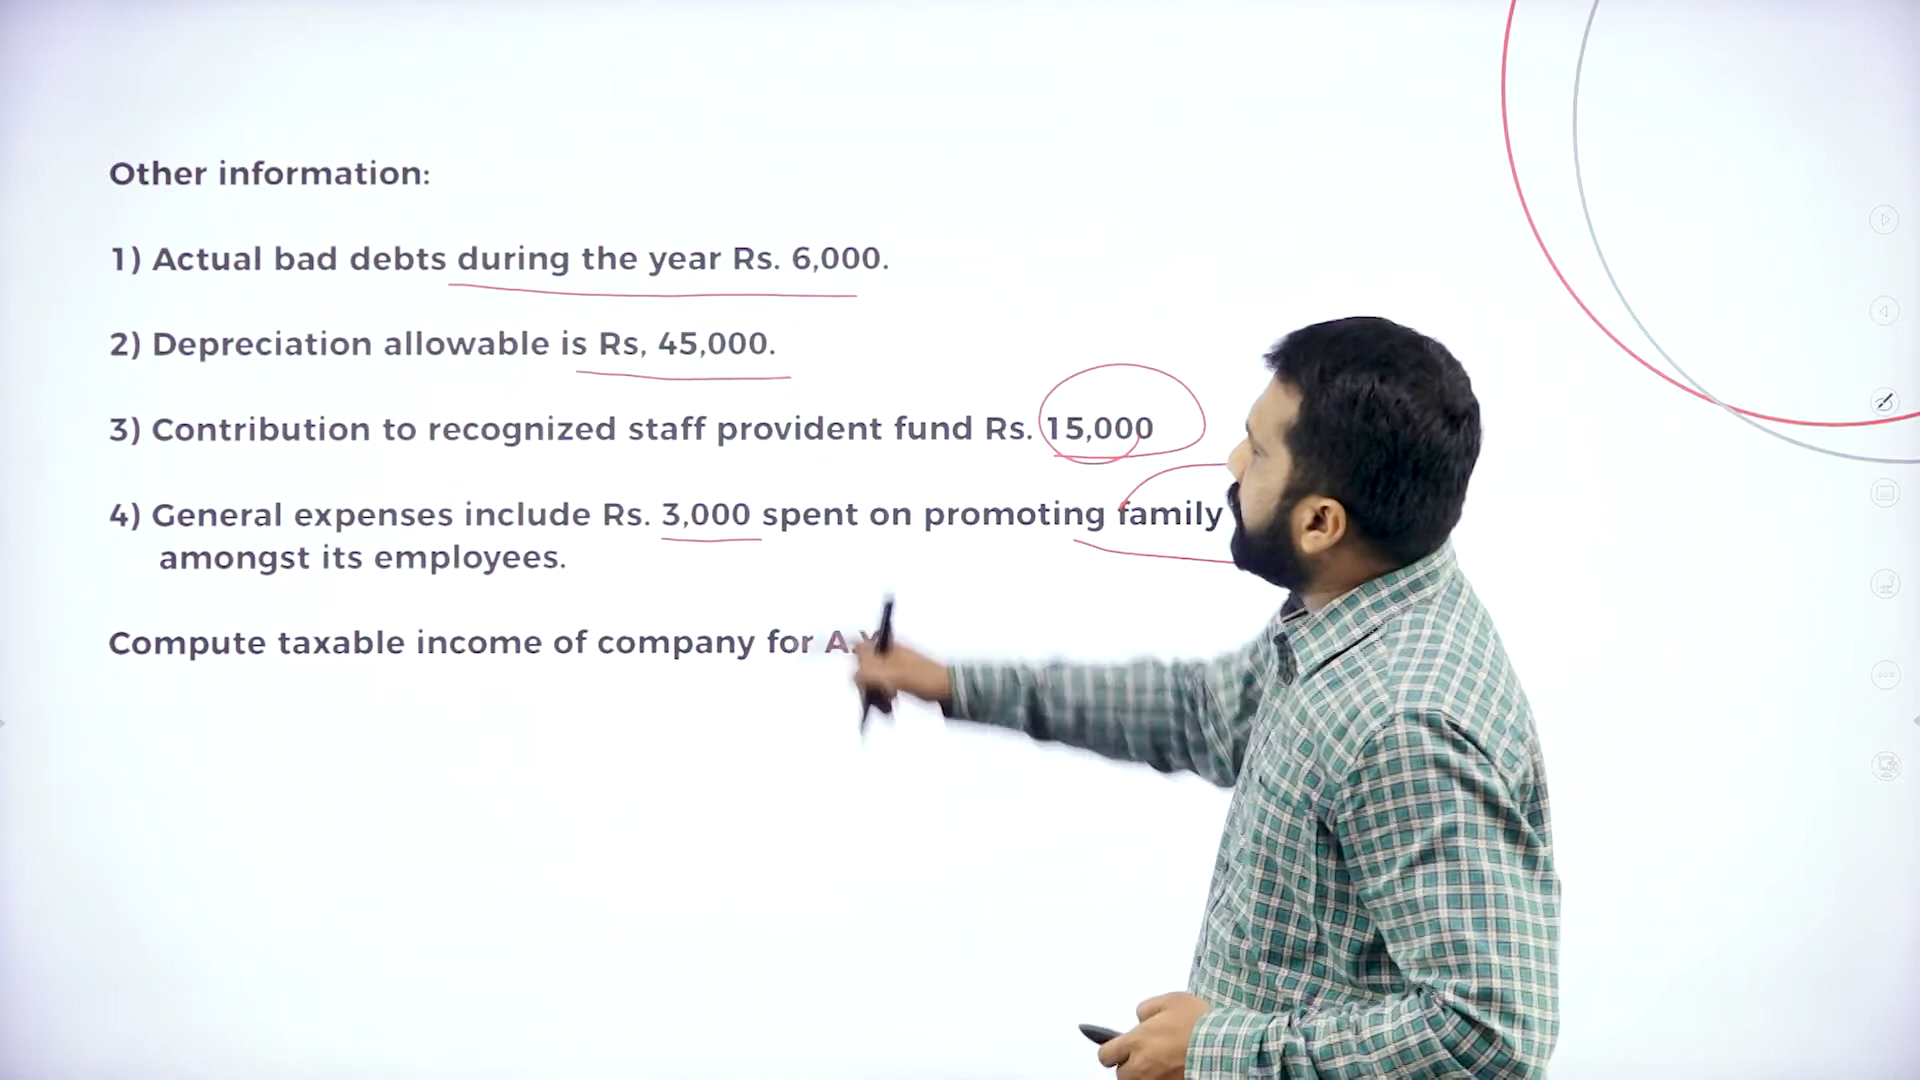 Other information:
1) Actual bad debts during the year Rs. 6,000.
2) Depreciation allowable is Rs, 45,000.
3) Contribution to recognized staff provident fund Rs. 15,000
4) General expenses include Rs. 3,000 spent on promoting family
amongst its employees.
Compute taxable income of company for A.Y